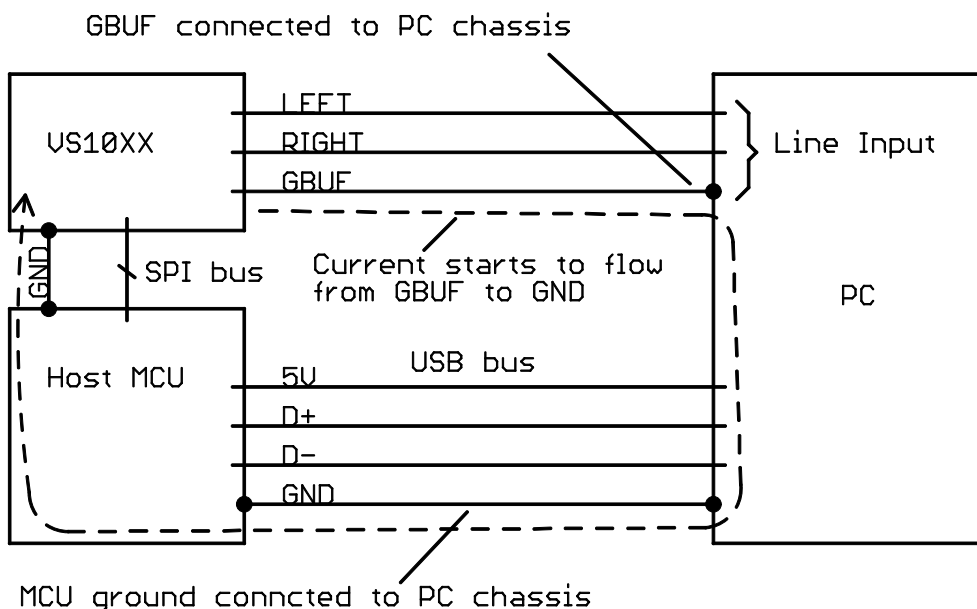 GBUF connected to PC chassis
LEFT
VS10XX
RIGHT
Line Input
GBUF
GND
SPI bus
Current starts to flow
from GBUF to GND
PC
USB bus
Host MCU
5V
D+
D-
GND
MCU ground conncted to PC chassis